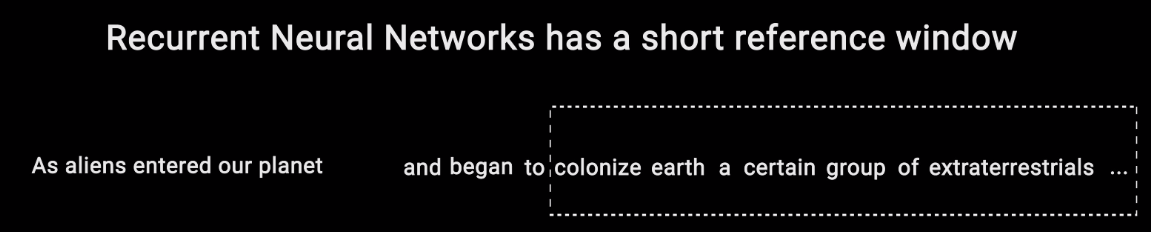 Recurrent Neural Networks has a short reference window
As aliens entered our planet and began to colonize earth a certain group of extraterrestrials ...